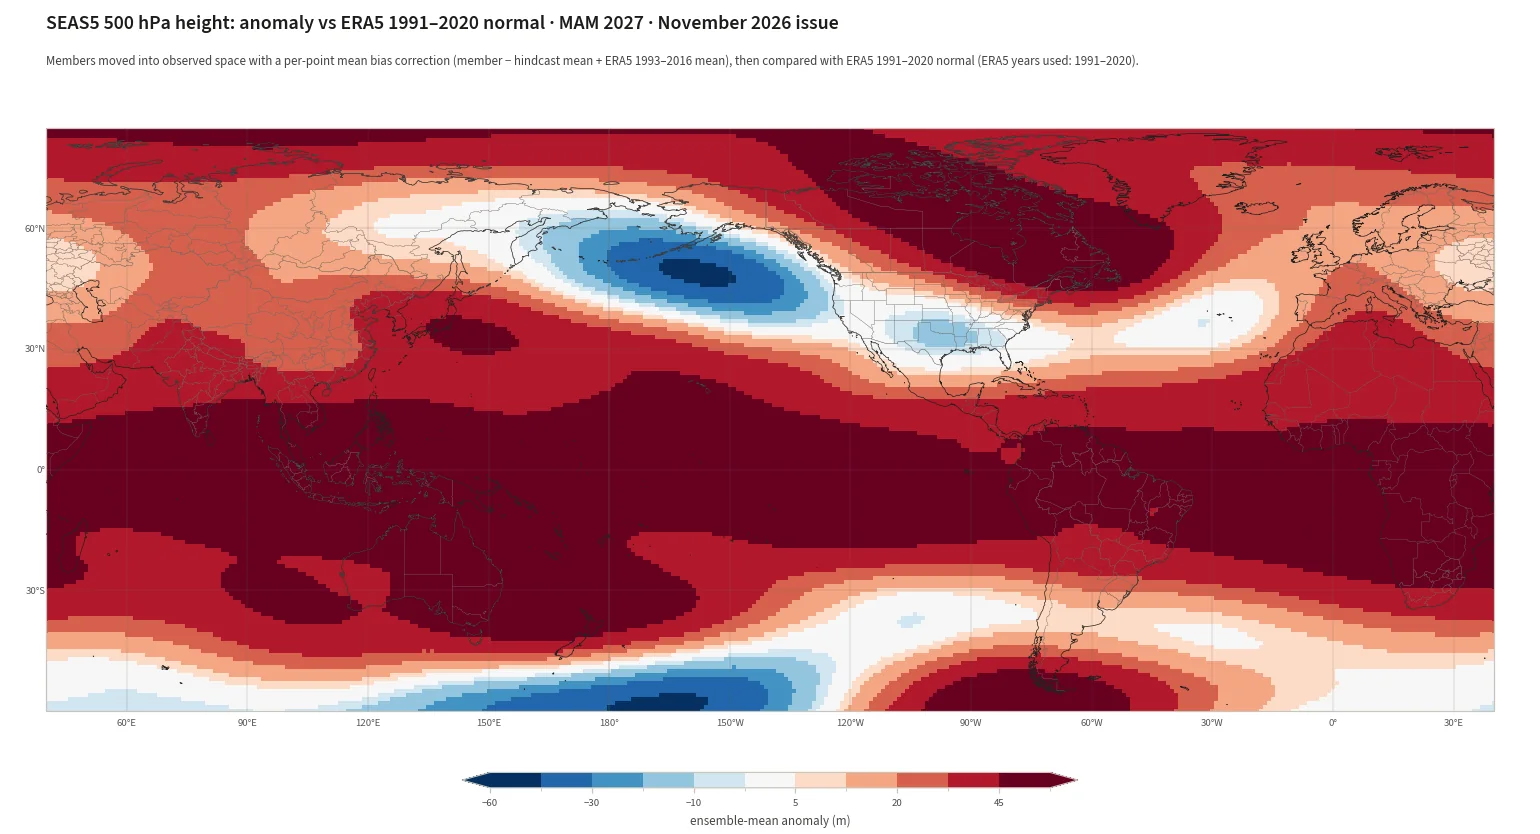 SEAS5 500 hPa height: anomaly vs ERA5 1991–2020 normal · MAM 2027 · November 2026 issue
Members moved into observed space with a per-point mean bias correction (member − hindcast mean + ERA5 1993–2016 mean), then compared with ERA5 1991–2020 normal (ERA5 years used: 1991–2020).
60°N
30°N
0°
30°S
60°E 90°E 120°E 150°E 180° 150°W 120°W 90°W 60°W 30°W 0° 30°E
−60 −30 −10 5 20 45
ensemble-mean anomaly (m)